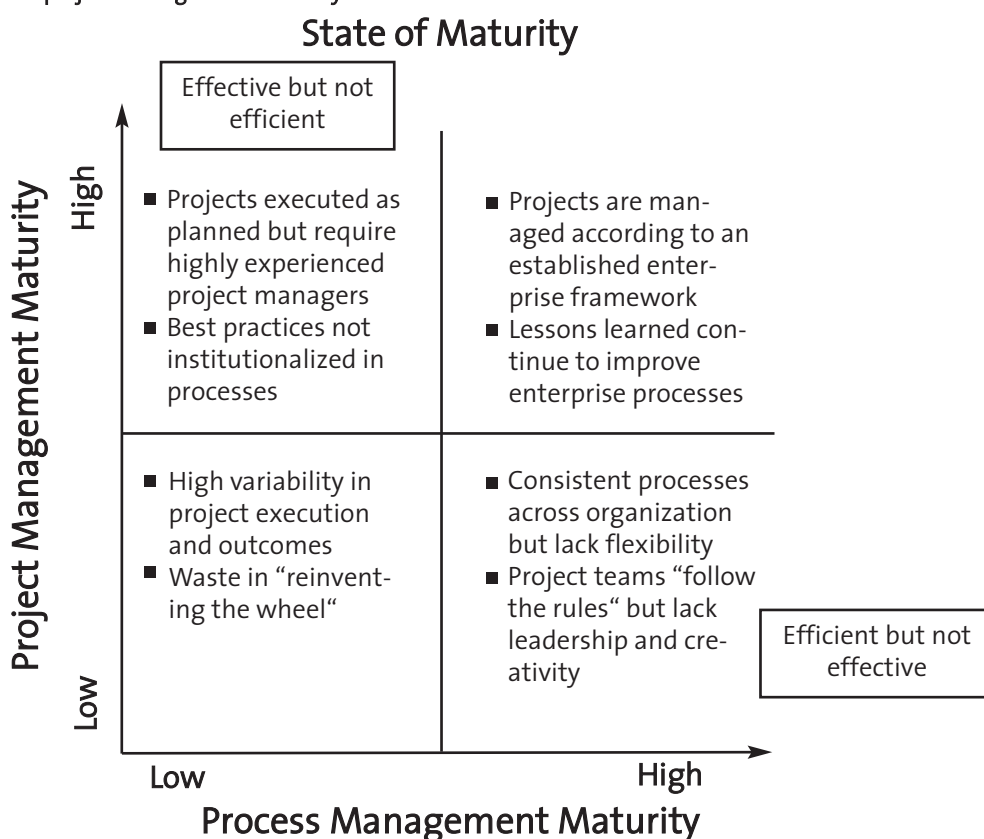 State of Maturity
Effective but not
efficient
Project Management Maturity
High
Low
■ Projects executed as
planned but require
highly experienced
project managers
■ Best practices not
institutionalized in
processes
■ Projects are man-
aged according to an
established enter-
prise framework
■ Lessons learned con-
tinue to improve
enterprise processes
■ High variability in
project execution
and outcomes
■ Waste in “reinvent-
ing the wheel“
■ Consistent processes
across organization
but lack flexibility
■ Project teams “follow
the rules“ but lack
leadership and cre-
ativity
Efficient but not
effective
Low
High
Process Management Maturity